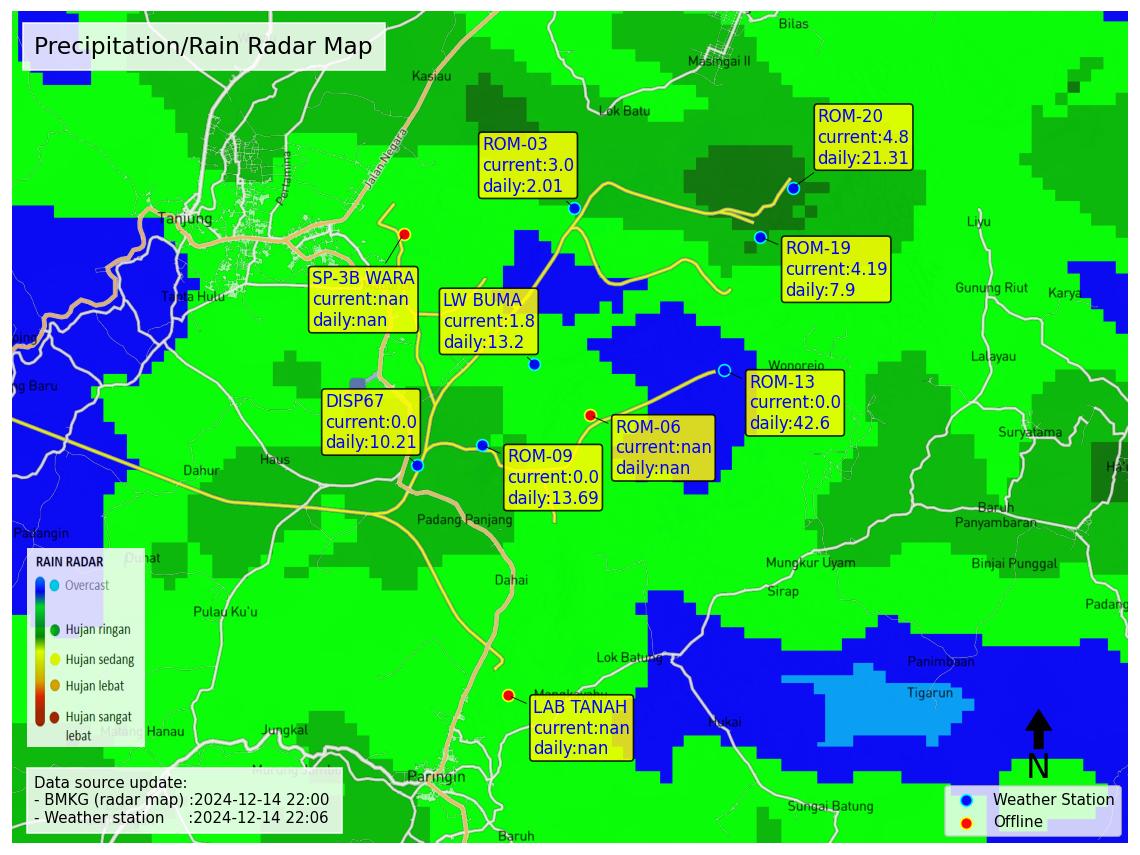 Precipitation/Rain Radar Map
Bilas
Masingai II
Kasiau
Lok Batu
Jalan Negara
Pertamina
Tanjung
Tanta Hulu
Liyu
Gunung Riut
Karya
Lalayau
Wonorejo
Suryatama
Baruh
Panyambaran
Binjai Punggal
Mungkur Uyam
Sirap
Padang
Panimbaan
Tigarun
Hukai
Sungai Batung
Lok Batung
Dahai
Padang Panjang
Haus
Dahur
ng Baru
Padangin
Pulau Ku'u
Jungkal
Paringin
Baruh
ROM-20
current:4.8
daily:21.31
ROM-03
current:3.0
daily:2.01
ROM-19
current:4.19
daily:7.9
SP-3B WARA
current:nan
daily:nan
LW BUMA
current:1.8
daily:13.2
ROM-13
current:0.0
daily:42.6
DISP67
current:0.0
daily:10.21
ROM-06
current:nan
daily:nan
ROM-09
current:0.0
daily:13.69
LAB TANAH
current:nan
daily:nan
RAIN RADAR
Overcast
Hujan ringan
Hujan sedang
Hujan lebat
Hujan sangat
lebat
Data source update:
- BMKG (radar map) :2024-12-14 22:00
- Weather station :2024-12-14 22:06
N
Weather Station
Offline